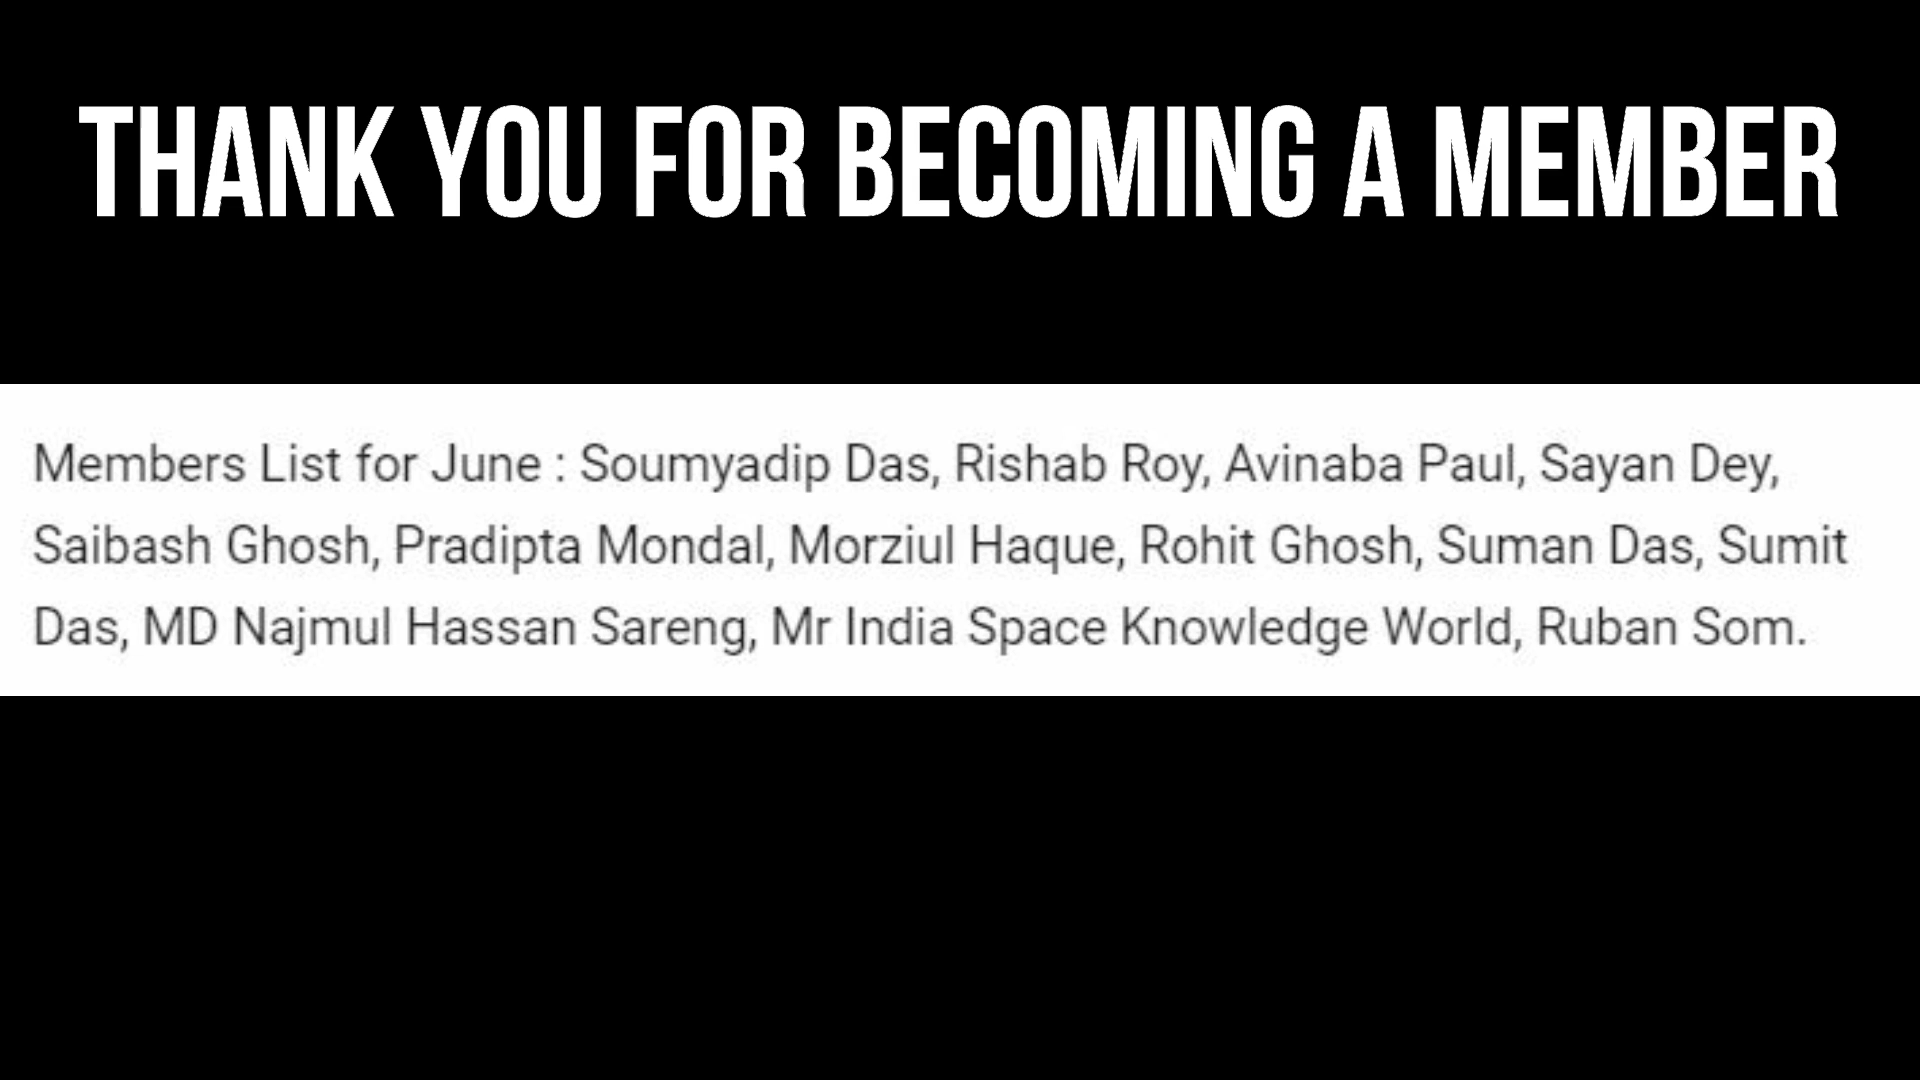 THANK YOU FOR BECOMING A MEMBER
Members List for June : Soumyadip Das, Rishab Roy, Avinaba Paul, Sayan Dey,
Saibash Ghosh, Pradipta Mondal, Morziul Haque, Rohit Ghosh, Suman Das, Sumit
Das, MD Najmul Hassan Sareng, Mr India Space Knowledge World, Ruban Som.